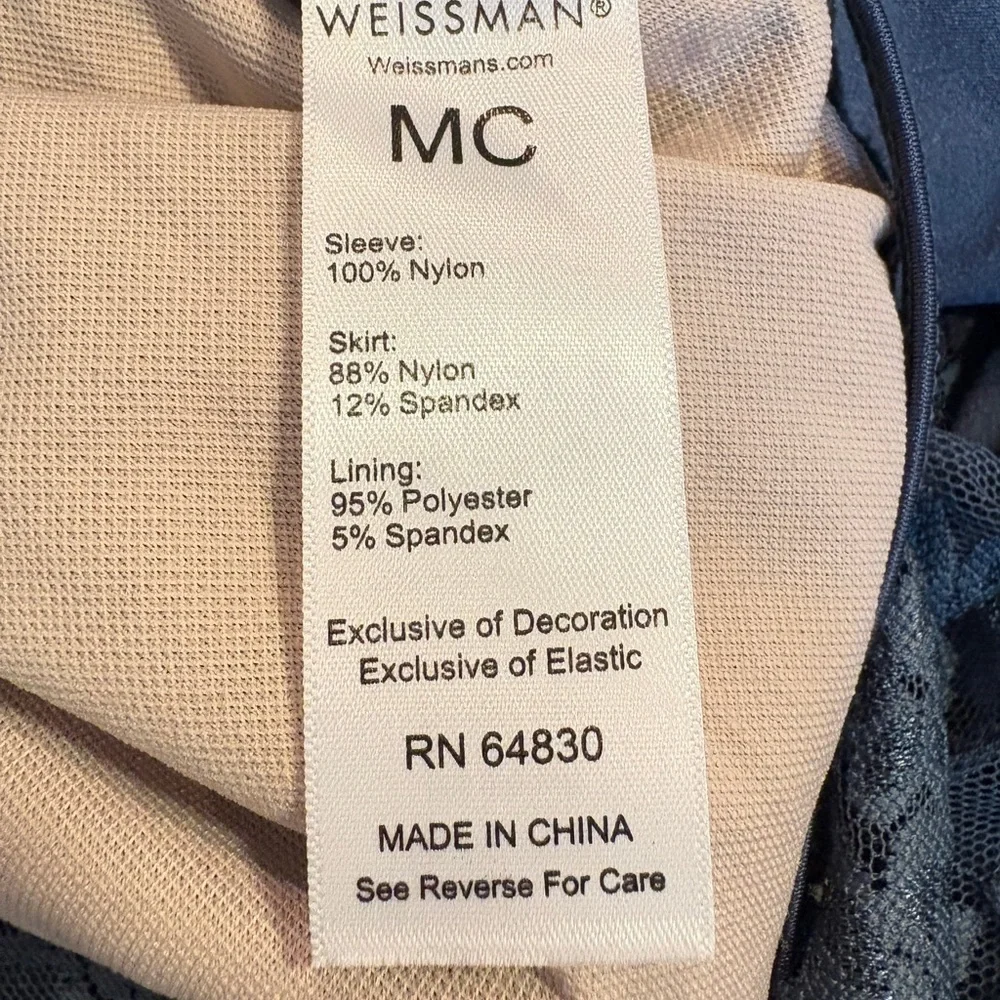 WEISSMAN®
Weissmans.com
MC
Sleeve:
100% Nylon
Skirt:
88% Nylon
12% Spandex
Lining:
95% Polyester
5% Spandex
Exclusive of Decoration
Exclusive of Elastic
RN 64830
MADE IN CHINA
See Reverse For Care